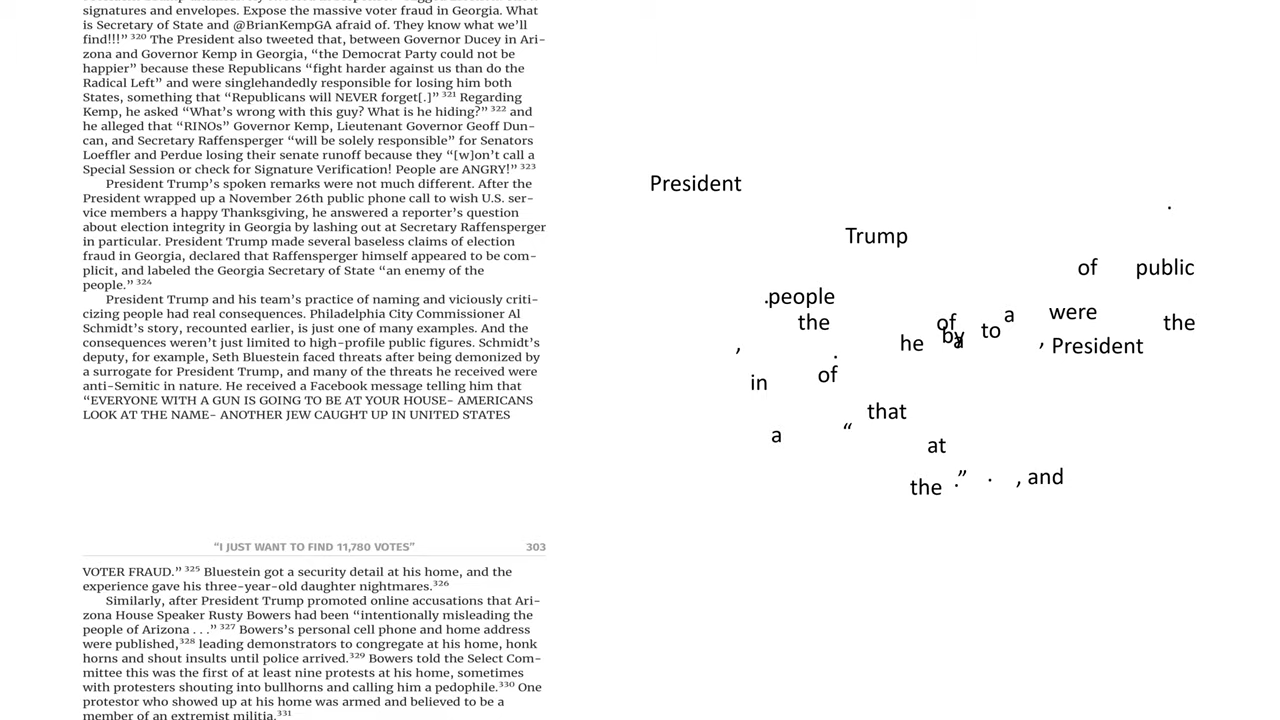 signatures and envelopes. Expose the massive voter fraud in Georgia. What
is Secretary of State and @BrianKempGA afraid of. They know what we’ll
find!!!” 320 The President also tweeted that, between Governor Ducey in Ari-
zona and Governor Kemp in Georgia, “the Democrat Party could not be
happier” because these Republicans “fight harder against us than do the
Radical Left” and were singlehandedly responsible for losing him both
States, something that “Republicans will NEVER forget[.]” 321 Regarding
Kemp, he asked “What’s wrong with this guy? What is he hiding?” 322 and
he alleged that “RINOs” Governor Kemp, Lieutenant Governor Geoff Dun-
can, and Secretary Raffensperger “will be solely responsible” for Senators
Loeffler and Perdue losing their senate runoff because they “[w]on’t call a
Special Session or check for Signature Verification! People are ANGRY!” 323
President Trump’s spoken remarks were not much different. After the
President wrapped up a November 26th public phone call to wish U.S. ser-
vice members a happy Thanksgiving, he answered a reporter’s question
about election integrity in Georgia by lashing out at Secretary Raffensperger
in particular. President Trump made several baseless claims of election
fraud in Georgia, declared that Raffensperger himself appeared to be com-
plicit, and labeled the Georgia Secretary of State “an enemy of the
people.” 324
President Trump and his team’s practice of naming and viciously criti-
cizing people had real consequences. Philadelphia City Commissioner Al
Schmidt’s story, recounted earlier, is just one of many examples. And the
consequences weren’t just limited to high-profile public figures. Schmidt’s
deputy, for example, Seth Bluestein faced threats after being demonized by
a surrogate for President Trump, and many of the threats he received were
anti-Semitic in nature. He received a Facebook message telling him that
“EVERYONE WITH A GUN IS GOING TO BE AT YOUR HOUSE- AMERICANS
LOOK AT THE NAME- ANOTHER JEW CAUGHT UP IN UNITED STATES
“I JUST WANT TO FIND 11,780 VOTES” 303
VOTER FRAUD.” 325 Bluestein got a security detail at his home, and the
experience gave his three-year-old daughter nightmares.326
Similarly, after President Trump promoted online accusations that Ari-
zona House Speaker Rusty Bowers had been “intentionally misleading the
people of Arizona . . .” 327 Bowers’s personal cell phone and home address
were published,328 leading demonstrators to congregate at his home, honk
horns and shout insults until police arrived.329 Bowers told the Select Com-
mittee this was the first of at least nine protests at his home, sometimes
with protesters shouting into bullhorns and calling him a pedophile.330 One
protestor who showed up at his home was armed and believed to be a
member of an extremist militia.331
President
.
Trump
of public
.people
a were
the of the
by a to
, . he , President
in of
that
a “
at
the .” . , and